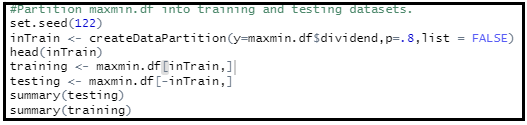 #Partition maxmin.df into training and testing datasets.
set.seed(122)
inTrain <- createDataPartition(y=maxmin.df$dividend,p=.8,list = FALSE)
head(inTrain)
training <- maxmin.df[inTrain,]
testing <- maxmin.df[-inTrain,]
summary(testing)
summary(training)